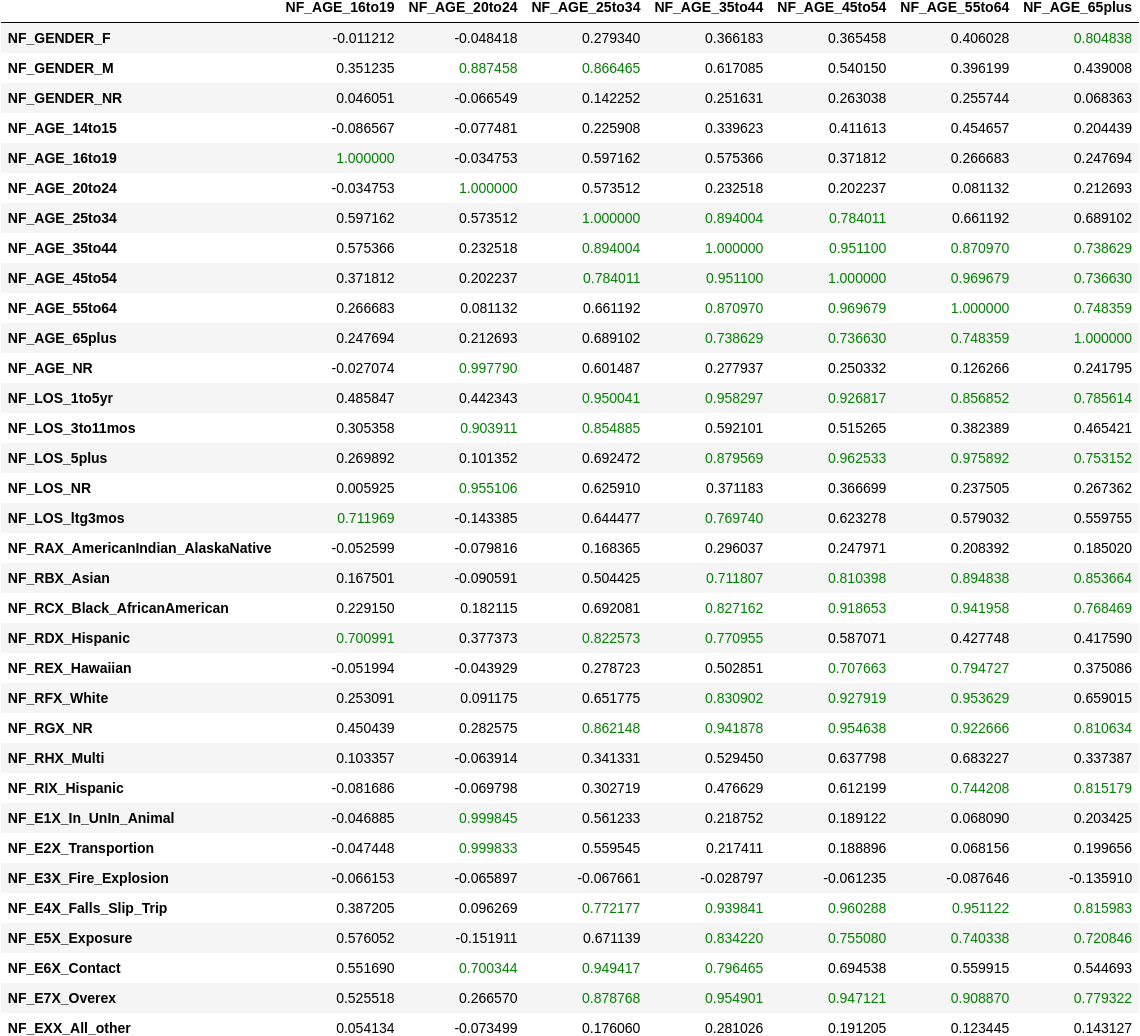 NF_AGE_16to19 NF_AGE_20to24 NF_AGE_25to34 NF_AGE_35to44 NF_AGE_45to54 NF_AGE_55to64 NF_AGE_65plus
NF_GENDER_F -0.011212 -0.048418 0.279340 0.366183 0.365458 0.406028 0.804838
NF_GENDER_M 0.351235 0.887458 0.866465 0.617085 0.540150 0.396199 0.439008
NF_GENDER_NR 0.046051 -0.066549 0.142252 0.251631 0.263038 0.255744 0.068363
NF_AGE_14to15 -0.086567 -0.077481 0.225908 0.339623 0.411613 0.454657 0.204439
NF_AGE_16to19 1.000000 -0.034753 0.597162 0.575366 0.371812 0.266683 0.247694
NF_AGE_20to24 -0.034753 1.000000 0.573512 0.232518 0.202237 0.081132 0.212693
NF_AGE_25to34 0.597162 0.573512 1.000000 0.894004 0.784011 0.661192 0.689102
NF_AGE_35to44 0.575366 0.232518 0.894004 1.000000 0.951100 0.870970 0.738629
NF_AGE_45to54 0.371812 0.202237 0.784011 0.951100 1.000000 0.969679 0.736630
NF_AGE_55to64 0.266683 0.081132 0.661192 0.870970 0.969679 1.000000 0.748359
NF_AGE_65plus 0.247694 0.212693 0.689102 0.738629 0.736630 0.748359 1.000000
NF_AGE_NR -0.027074 0.997790 0.601487 0.277937 0.250332 0.126266 0.241795
NF_LOS_1to5yr 0.485847 0.442343 0.950041 0.958297 0.926817 0.856852 0.785614
NF_LOS_3to11mos 0.305358 0.903911 0.854885 0.592101 0.515265 0.382389 0.465421
NF_LOS_5plus 0.269892 0.101352 0.692472 0.879569 0.962533 0.975892 0.753152
NF_LOS_NR 0.005925 0.955106 0.625910 0.371183 0.366699 0.237505 0.267362
NF_LOS_ltg3mos 0.711969 -0.143385 0.644477 0.769740 0.623278 0.579032 0.559755
NF_RAX_AmericanIndian_AlaskaNative -0.052599 -0.079816 0.168365 0.296037 0.247971 0.208392 0.185020
NF_RBX_Asian 0.167501 -0.090591 0.504425 0.711807 0.810398 0.894838 0.853664
NF_RCX_Black_AfricanAmerican 0.229150 0.182115 0.692081 0.827162 0.918653 0.941958 0.768469
NF_RDX_Hispanic 0.700991 0.377373 0.822573 0.770955 0.587071 0.427748 0.417590
NF_REX_Hawaiian -0.051994 -0.043929 0.278723 0.502851 0.707663 0.794727 0.375086
NF_RFX_White 0.253091 0.091175 0.651775 0.830902 0.927919 0.953629 0.659015
NF_RGX_NR 0.450439 0.282575 0.862148 0.941878 0.954538 0.922666 0.810634
NF_RHX_Multi 0.103357 -0.063914 0.341331 0.529450 0.637798 0.683227 0.337387
NF_RIX_Hispanic -0.081686 -0.069798 0.302719 0.476629 0.612199 0.744208 0.815179
NF_E1X_In_UnIn_Animal -0.046885 0.999845 0.561233 0.218752 0.189122 0.068090 0.203425
NF_E2X_Transportion -0.047448 0.999833 0.559545 0.217411 0.188896 0.068156 0.199656
NF_E3X_Fire_Explosion -0.066153 -0.065897 -0.067661 -0.028797 -0.061235 -0.087646 -0.135910
NF_E4X_Falls_Slip_Trip 0.387205 0.096269 0.772177 0.939841 0.960288 0.951122 0.815983
NF_E5X_Exposure 0.576052 -0.151911 0.671139 0.834220 0.755080 0.740338 0.720846
NF_E6X_Contact 0.551690 0.700344 0.949417 0.796465 0.694538 0.559915 0.544693
NF_E7X_Overex 0.525518 0.266570 0.878768 0.954901 0.947121 0.908870 0.779322
NF_EXX_All_other 0.054134 -0.073499 0.176060 0.281026 0.191205 0.123445 0.143127